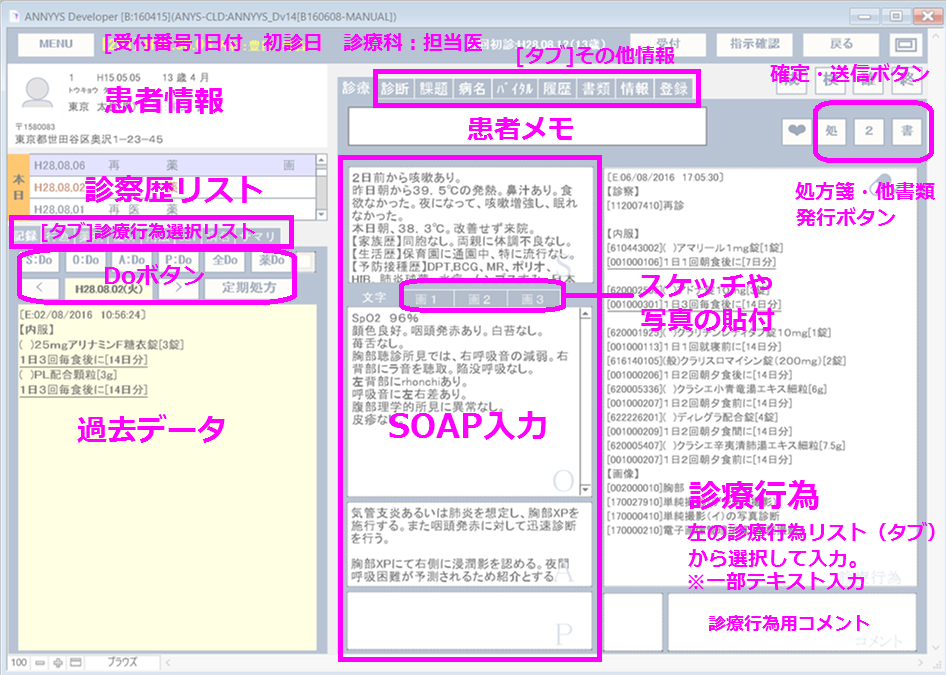 ANNYYS Developer [B:160415](ANYS-CLD:ANNYYS_Dv14[B160608-MANUAL])
MENU
[受付番号]日付　初診日　診療科：担当医
回初診:H28.08.12(13歳)
受付
指示確認
戻る
[タブ]その他情報
確定・送信ボタン
1 H15 05 05 13 歳 4 月
トウキョウ タ
東京 太
患者情報
〒1580083
東京都世田谷区奥沢1-23-45
診療 診断 課題 病名 バイタル 履歴 書類 情報 登録
患者メモ
処 2 書
処方箋・他書類
発行ボタン
本日
H28.08.06 再 薬 画
H28.08.02
H28.08.01 再 医 薬
診察歴リスト
記録
[タブ]診療行為選択リスト
マリ
S:Do O:Do A:Do P:Do 全Do 薬Do
Doボタン
< H28.08.02(火) > 定期処方
[E:02/08/2016 10:56:24]
【内服】
( )25mgアリナミンF糖衣錠[3錠]
1日3回毎食後に[14日分]
( )PL配合顆粒[3g]
1日3回毎食後に[14日分]
過去データ
2日前から咳嗽あり。
昨日朝から39.5℃の発熱。鼻汁あり。食
欲なかった。夜になって、咳嗽増強し、眠れ
なかった。
本日朝、38.3℃。改善せず来院。
【家族歴】同胞なし。両親に体調不良なし。
【生活歴】保育園に通園中、特に流行なし。
【予防接種歴】DPT,BCG、MR、ポリオ、
S
文字 画1 画2 画3
スケッチや
写真の貼付
SpO2 96%
顔色良好。咽頭発赤あり。白苔なし。
苺舌なし。
胸部聴診所見では、右呼吸音の減弱。右
背部にラ音を聴取。陥没呼吸なし。
左背部にrhonchiあり。
呼吸音に左右差あり。
腹部理学的所見に異常なし。
皮疹な
SOAP入力
O
気管支炎あるいは肺炎を想定し、胸部XPを
施行する。また咽頭発赤に対して迅速診断
を行う。
胸部XPにて右側に浸潤影を認める。夜間
呼吸困難が予測されるため紹介とする
A
P
[E:06/08/2016 17:05:30]
【診察】
[112007410]再診
【内服】
[610443002]( )アマリール1mg錠[1錠]
[001000106]1日1回朝食後に[7日分]
[001000301]1日3回毎食後に[14日分]
[001000113]1日1回就寝前に[14日分]
[616140105](般)クラリスロマイシン錠(200mg)[2錠]
[001000206]1日2回朝夕食後に[14日分]
[620005336]( )クラシエ小青竜湯エキス細粒[6g]
[001000207]1日2回朝夕食前に[14日分]
[622226201]( )ディレグラ配合錠[4錠]
[001000209]1日2回朝夕食間に[14日分]
[620005407]( )クラシエ辛夷清肺湯エキス細粒[7.5g]
[001000207]1日2回朝夕食前に[14日分]
【画像】
[002000010]胸部
[170027910]単純撮影
[170000410]単純撮影(イ)の写真診断
[170000210]電子
診療行為
左の診療行為リスト（タブ）
から選択して入力。
※一部テキスト入力
診療行為用コメント
コメント
100 ブラウズ